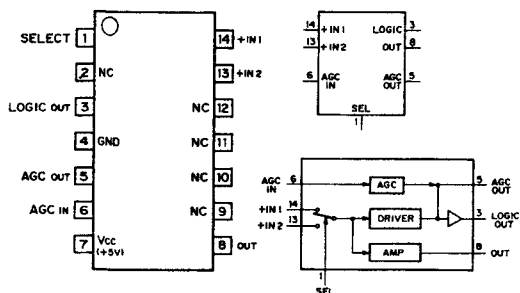 SELECT 1
2 NC
LOGIC OUT 3
4 GND
AGC OUT 5
AGC IN 6
7 VCC
(+5V)
14 +IN1
13 +IN2
NC 12
NC 11
NC 10
NC 9
8 OUT
14 +IN1 LOGIC 3
13 +IN2 OUT 8
6 AGC IN AGC OUT 5
SEL
1
AGC IN 6 AGC 5 AGC OUT
+IN1 14
+IN2 13
DRIVER 3 LOGIC OUT
AMP 8 OUT
1
SEL